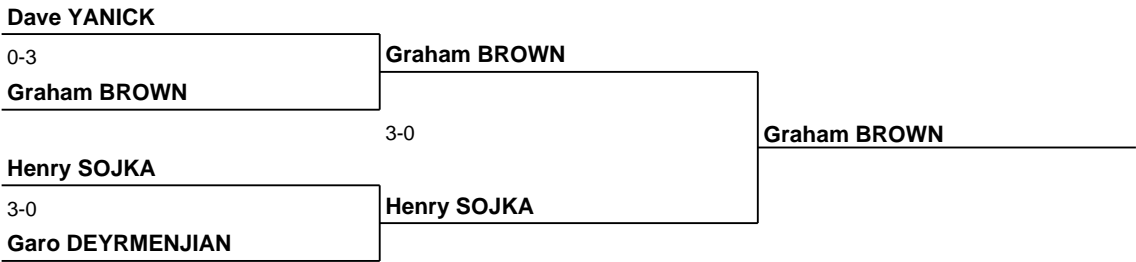 Dave YANICK
0-3
Graham BROWN
Graham BROWN
3-0
Graham BROWN
Henry SOJKA
3-0
Henry SOJKA
Garo DEYRMENJIAN